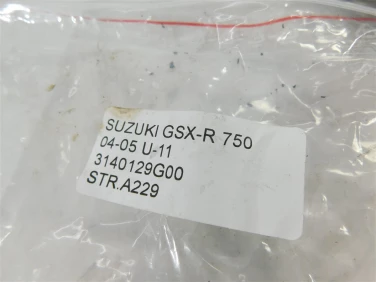 SUZUKI GSX-R 750
04-05 U-11
3140129G00
STR.A229